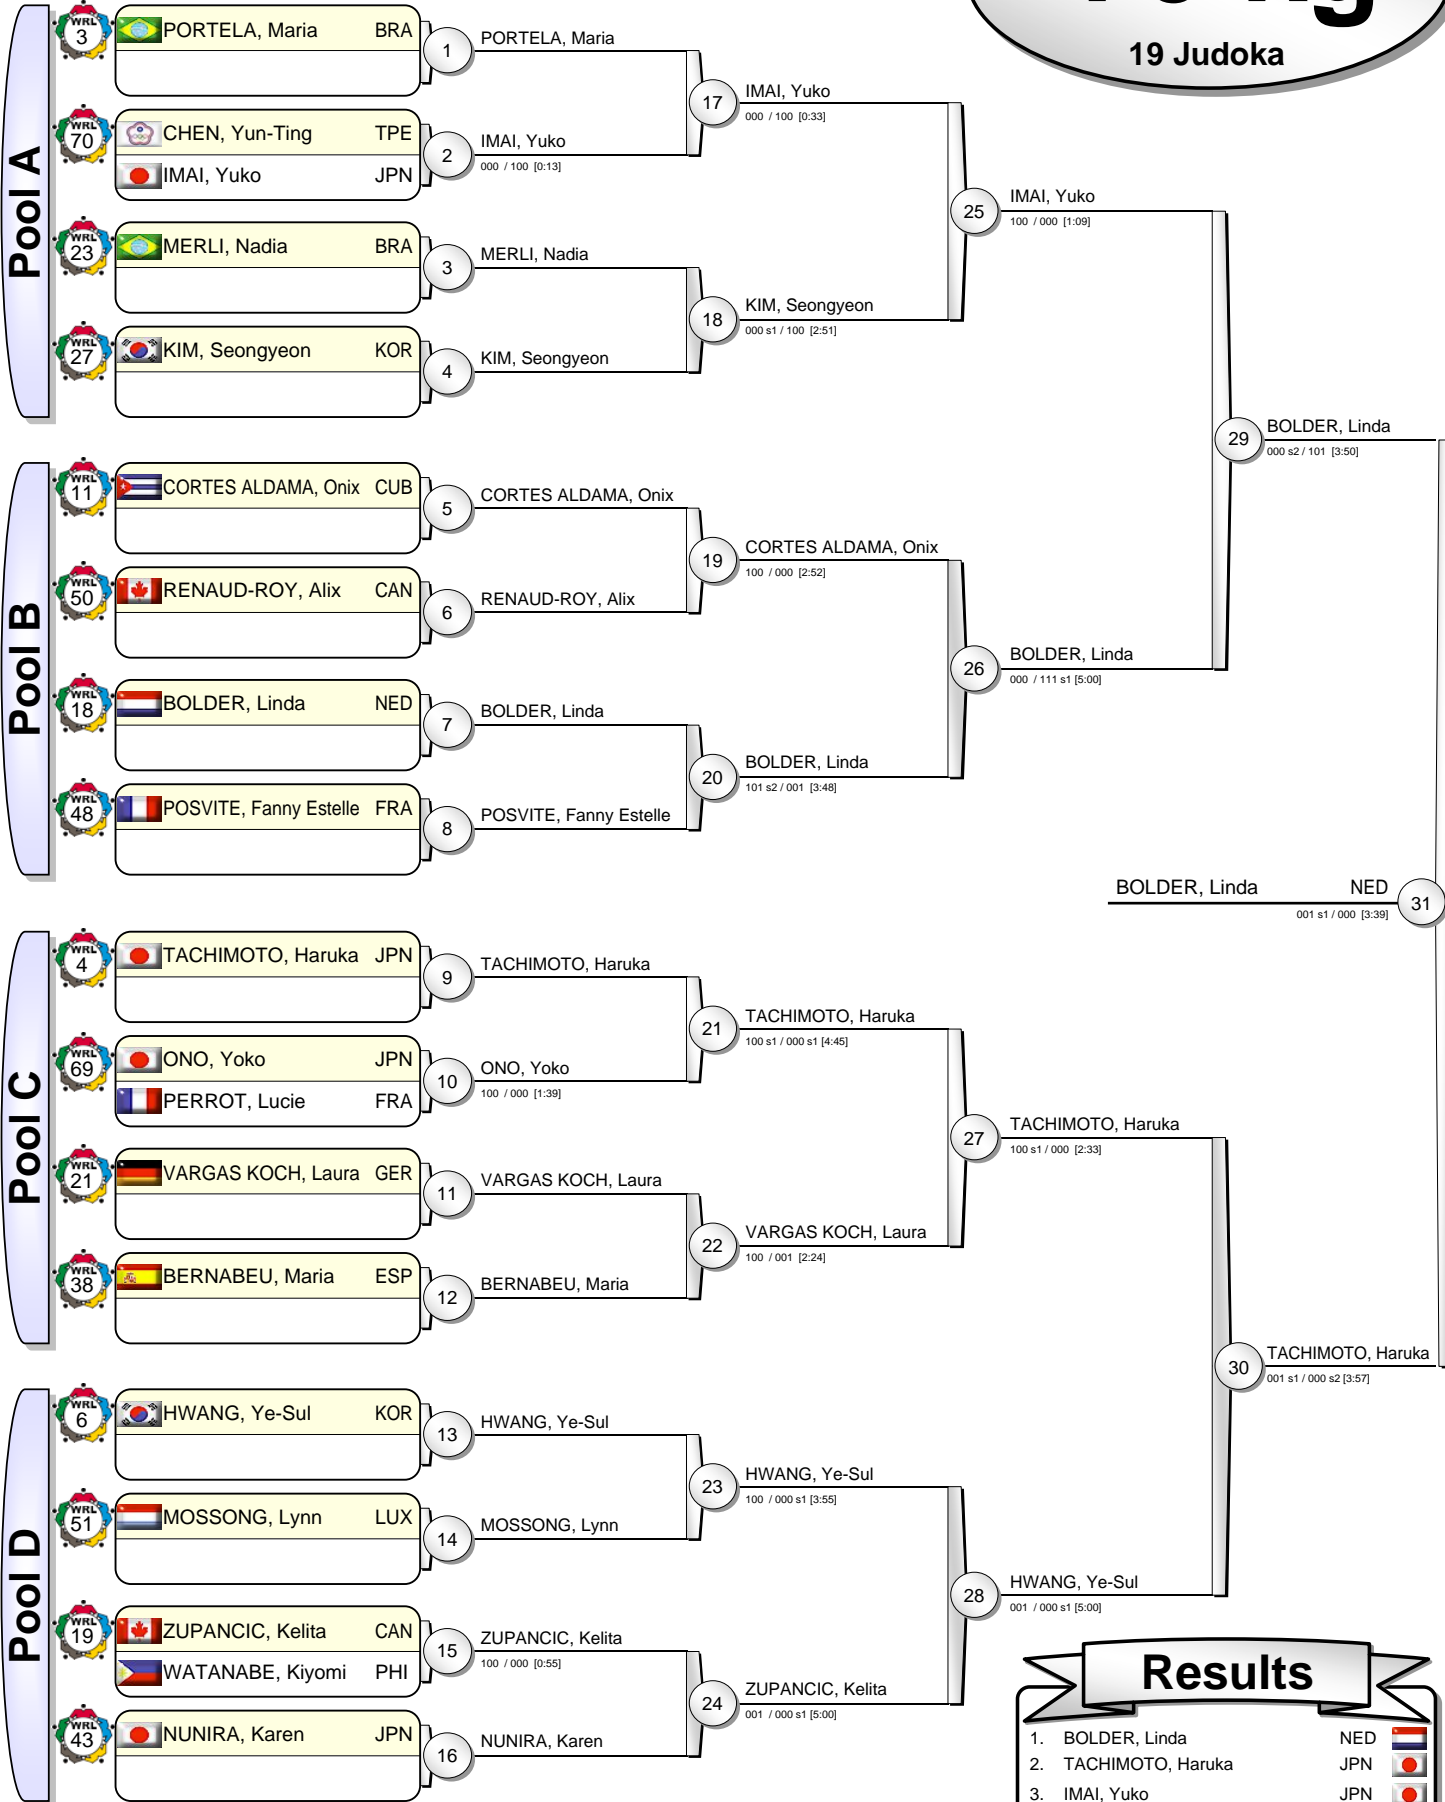 19 Judoka
Pool A
WRL 3 PORTELA, Maria BRA
WRL 70 CHEN, Yun-Ting TPE
IMAI, Yuko JPN
WRL 23 MERLI, Nadia BRA
WRL 27 KIM, Seongyeon KOR
1 PORTELA, Maria
2 IMAI, Yuko
000 / 100 [0:13]
3 MERLI, Nadia
4 KIM, Seongyeon
17 IMAI, Yuko
000 / 100 [0:33]
18 KIM, Seongyeon
000 s1 / 100 [2:51]
25 IMAI, Yuko
100 / 000 [1:09]
Pool B
WRL 11 CORTES ALDAMA, Onix CUB
WRL 50 RENAUD-ROY, Alix CAN
WRL 18 BOLDER, Linda NED
WRL 48 POSVITE, Fanny Estelle FRA
5 CORTES ALDAMA, Onix
6 RENAUD-ROY, Alix
7 BOLDER, Linda
8 POSVITE, Fanny Estelle
19 CORTES ALDAMA, Onix
100 / 000 [2:52]
20 BOLDER, Linda
101 s2 / 001 [3:48]
26 BOLDER, Linda
000 / 111 s1 [5:00]
29 BOLDER, Linda
000 s2 / 101 [3:50]
BOLDER, Linda NED 31
001 s1 / 000 [3:39]
Pool C
WRL 4 TACHIMOTO, Haruka JPN
WRL 69 ONO, Yoko JPN
PERROT, Lucie FRA
WRL 21 VARGAS KOCH, Laura GER
WRL 38 BERNABEU, Maria ESP
9 TACHIMOTO, Haruka
10 ONO, Yoko
100 / 000 [1:39]
11 VARGAS KOCH, Laura
12 BERNABEU, Maria
21 TACHIMOTO, Haruka
100 s1 / 000 s1 [4:45]
22 VARGAS KOCH, Laura
100 / 001 [2:24]
27 TACHIMOTO, Haruka
100 s1 / 000 [2:33]
Pool D
WRL 6 HWANG, Ye-Sul KOR
WRL 51 MOSSONG, Lynn LUX
WRL 19 ZUPANCIC, Kelita CAN
WATANABE, Kiyomi PHI
WRL 43 NUNIRA, Karen JPN
13 HWANG, Ye-Sul
14 MOSSONG, Lynn
15 ZUPANCIC, Kelita
100 / 000 [0:55]
16 NUNIRA, Karen
23 HWANG, Ye-Sul
100 / 000 s1 [3:55]
24 ZUPANCIC, Kelita
001 / 000 s1 [5:00]
28 HWANG, Ye-Sul
001 / 000 s1 [5:00]
30 TACHIMOTO, Haruka
001 s1 / 000 s2 [3:57]
Results
1. BOLDER, Linda NED
2. TACHIMOTO, Haruka JPN
3. IMAI, Yuko JPN